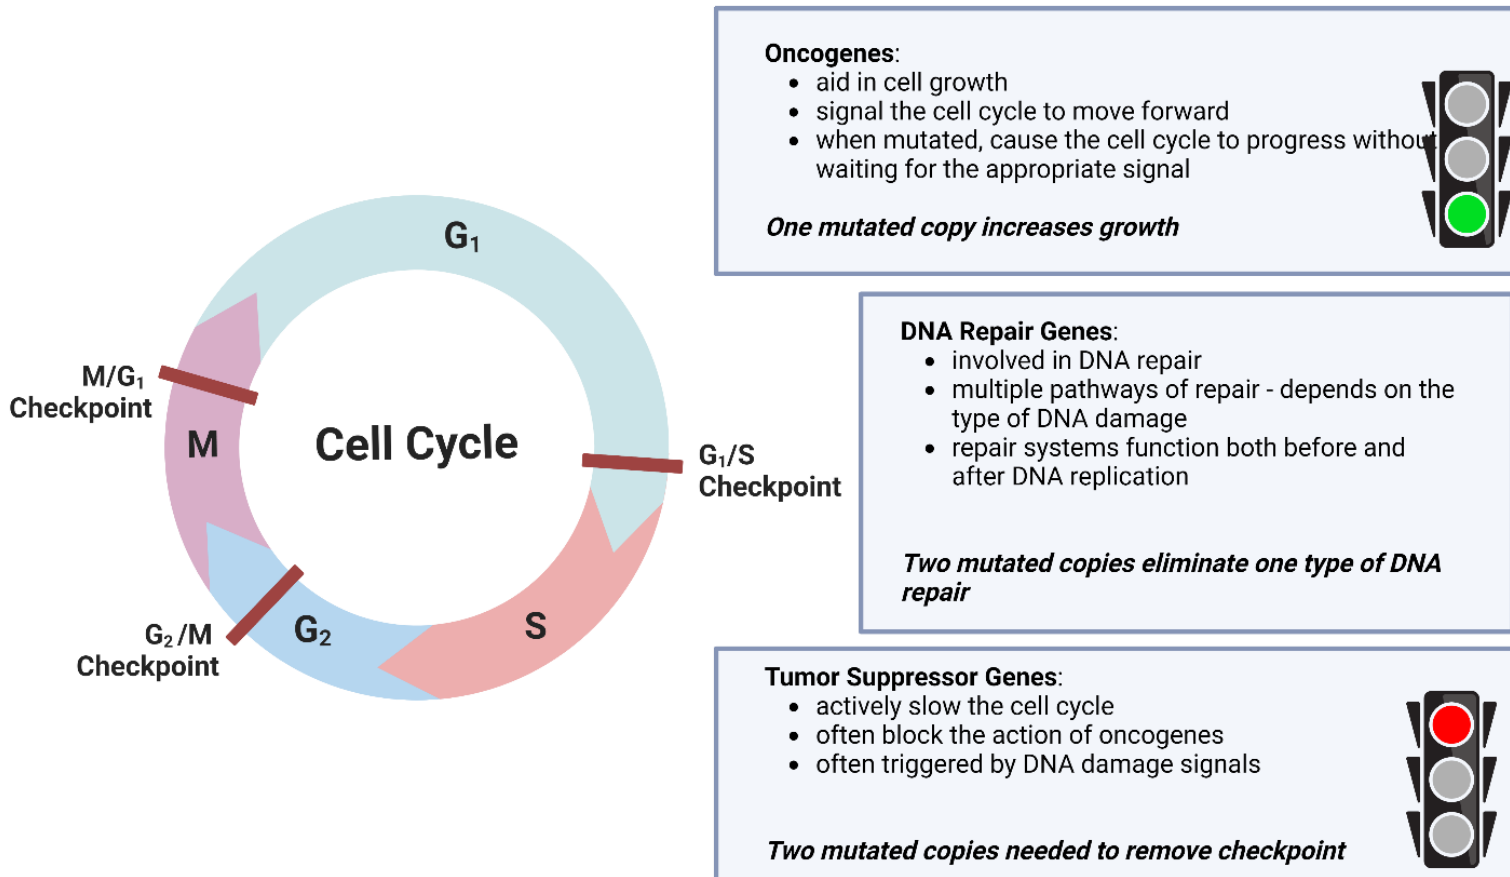 Oncogenes:
• aid in cell growth
• signal the cell cycle to move forward
• when mutated, cause the cell cycle to progress without
waiting for the appropriate signal
One mutated copy increases growth
G₁
M/G₁
Checkpoint
M
Cell Cycle
G₁/S
Checkpoint
G₂/M
Checkpoint
G₂
S
DNA Repair Genes:
• involved in DNA repair
• multiple pathways of repair - depends on the
type of DNA damage
• repair systems function both before and
after DNA replication
Two mutated copies eliminate one type of DNA
repair
Tumor Suppressor Genes:
• actively slow the cell cycle
• often block the action of oncogenes
• often triggered by DNA damage signals
Two mutated copies needed to remove checkpoint